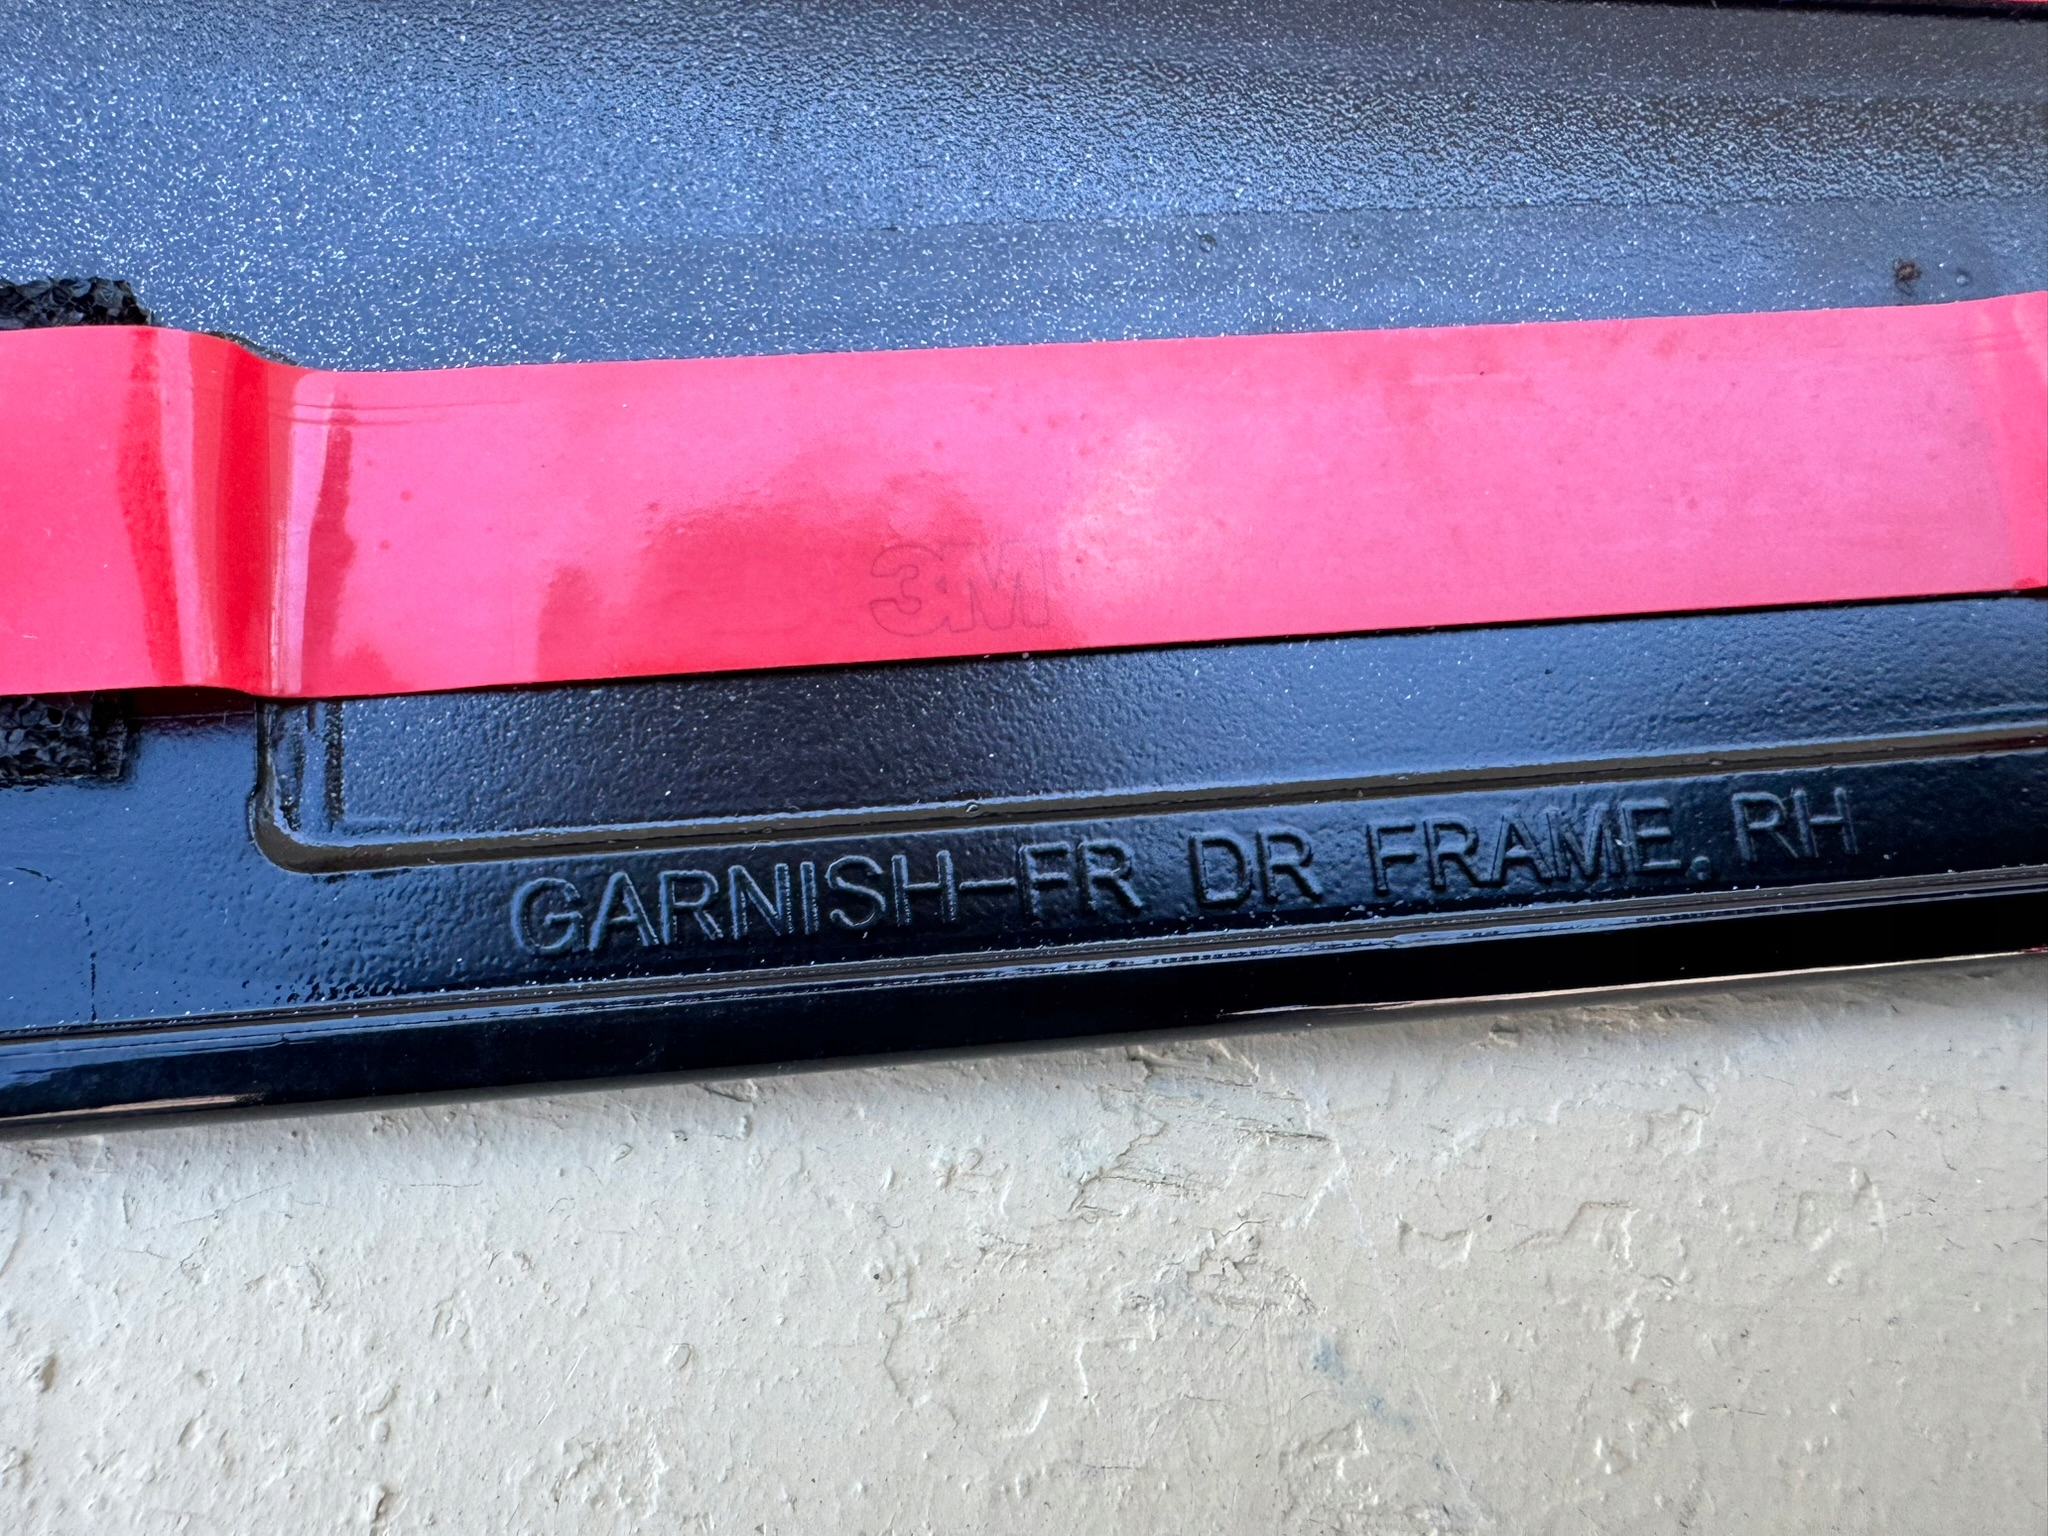 3M
GARNISH-FR DR FRAME. RH